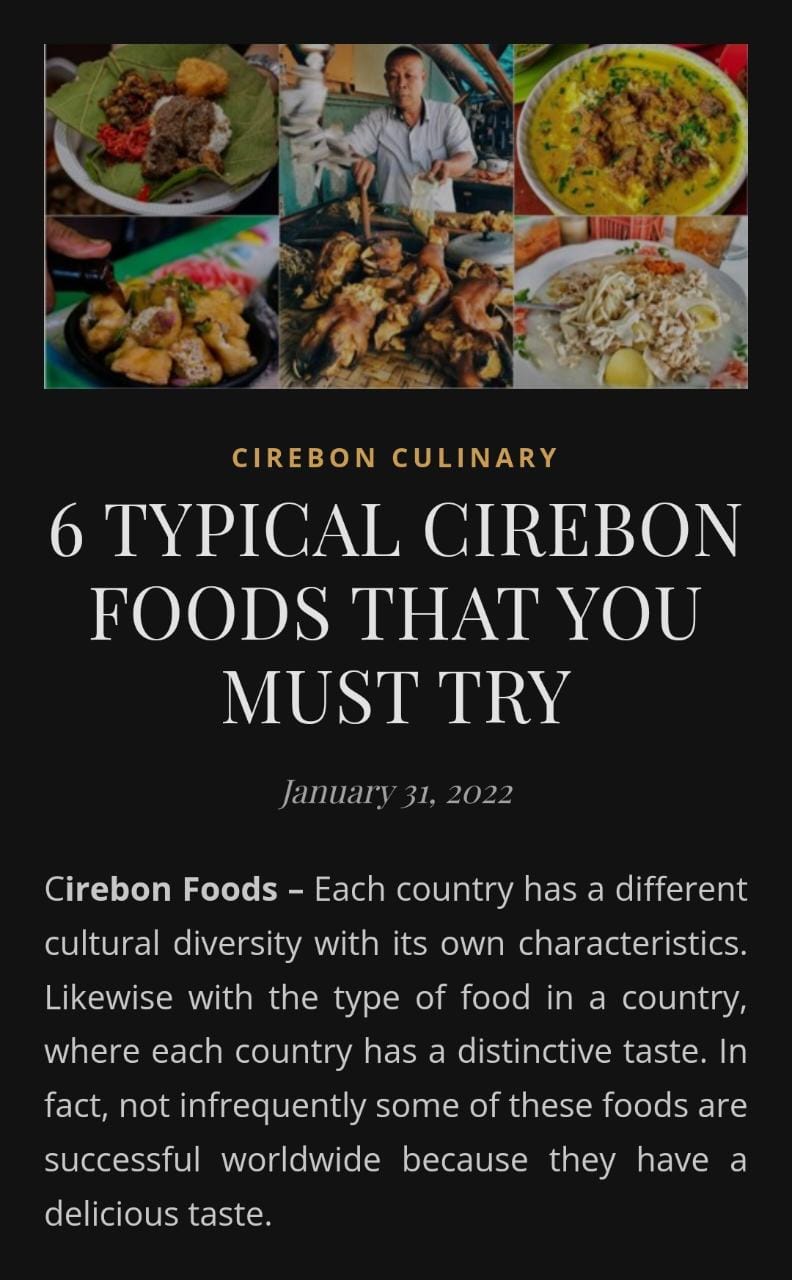 CIREBON CULINARY
6 TYPICAL CIREBON
FOODS THAT YOU
MUST TRY
January 31, 2022
Cirebon Foods – Each country has a different
cultural diversity with its own characteristics.
Likewise with the type of food in a country,
where each country has a distinctive taste. In
fact, not infrequently some of these foods are
successful worldwide because they have a
delicious taste.